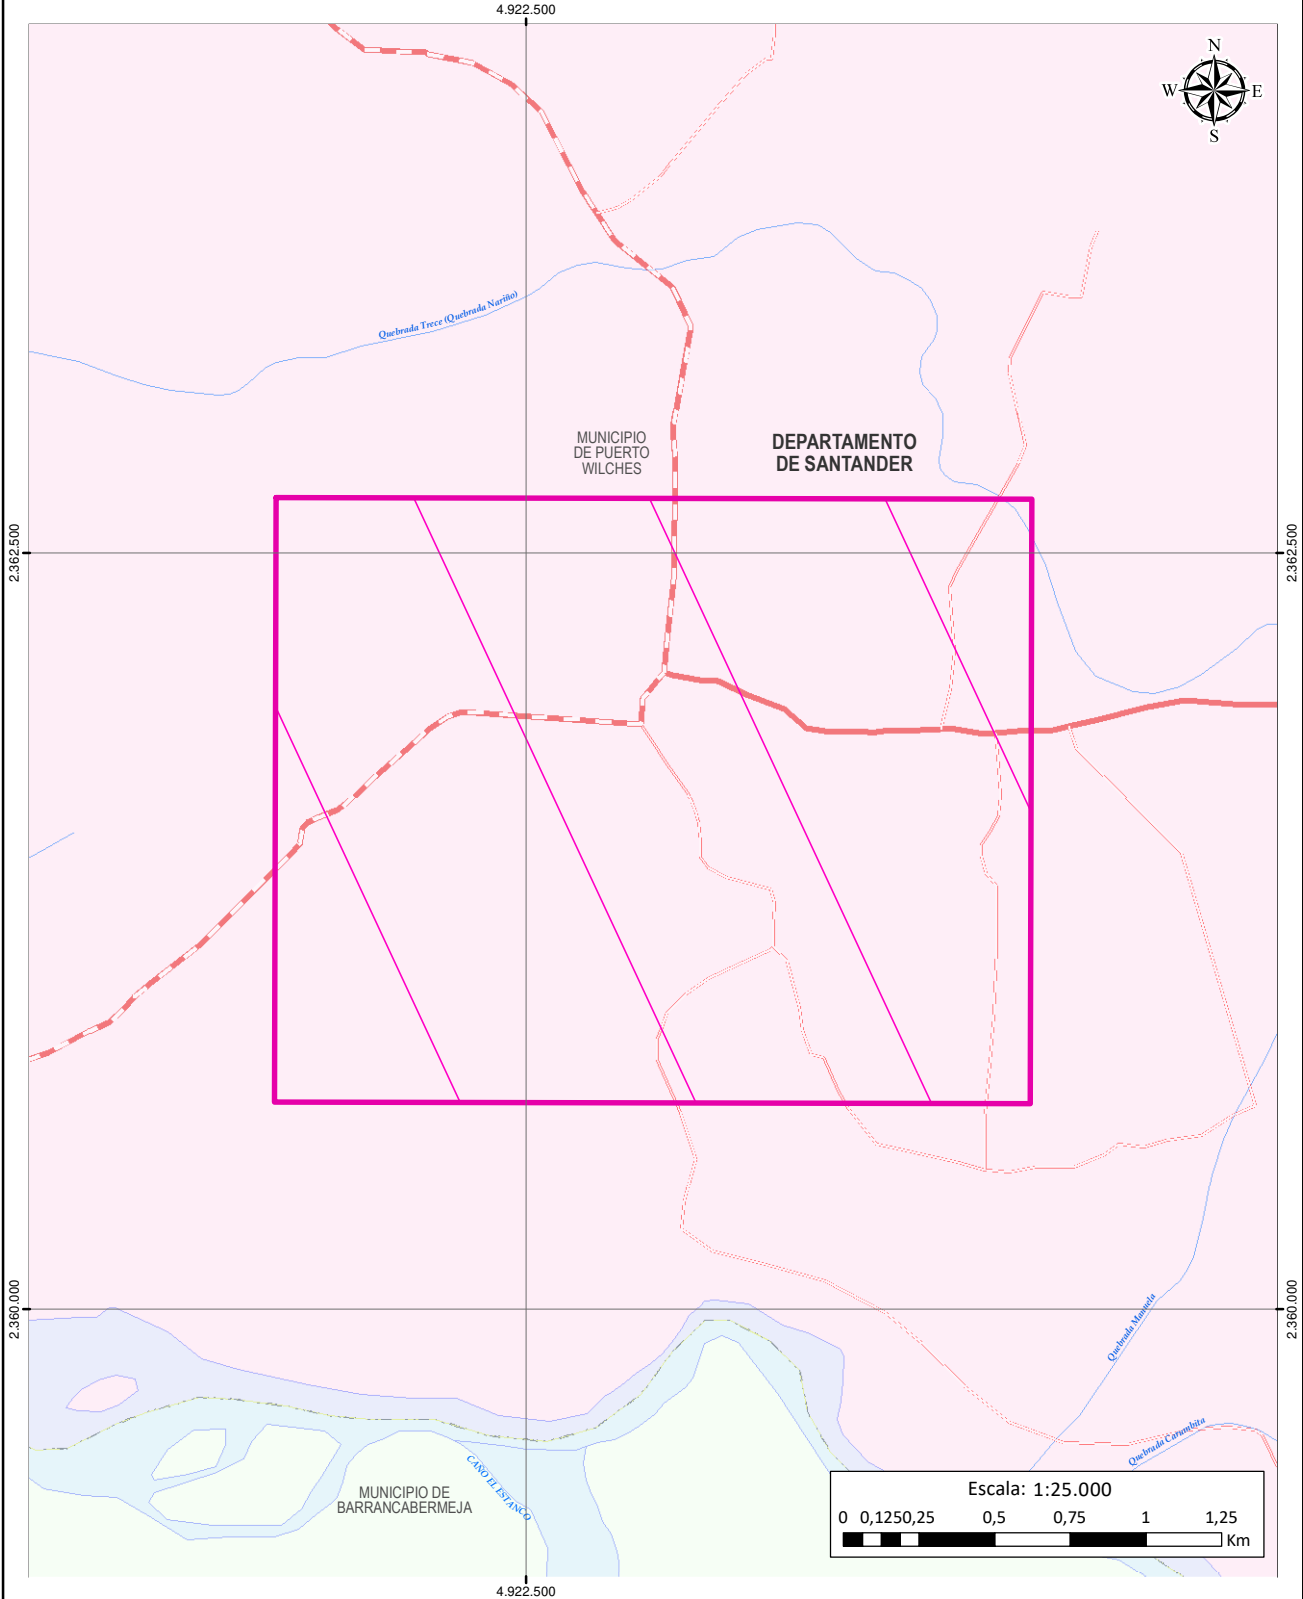 4.922.500
N
W
E
S
Quebrada Trece (Quebrada Nariño)
MUNICIPIO
DE PUERTO
WILCHES
DEPARTAMENTO
DE SANTANDER
2.362.500
2.362.500
2.360.000
2.360.000
Quebrada Manuela
Quebrada Carumbita
CAÑO EL ESTANCO
MUNICIPIO DE
BARRANCABERMEJA
Escala: 1:25.000
0 0,1250,25 0,5 0,75 1 1,25
Km
4.922.500